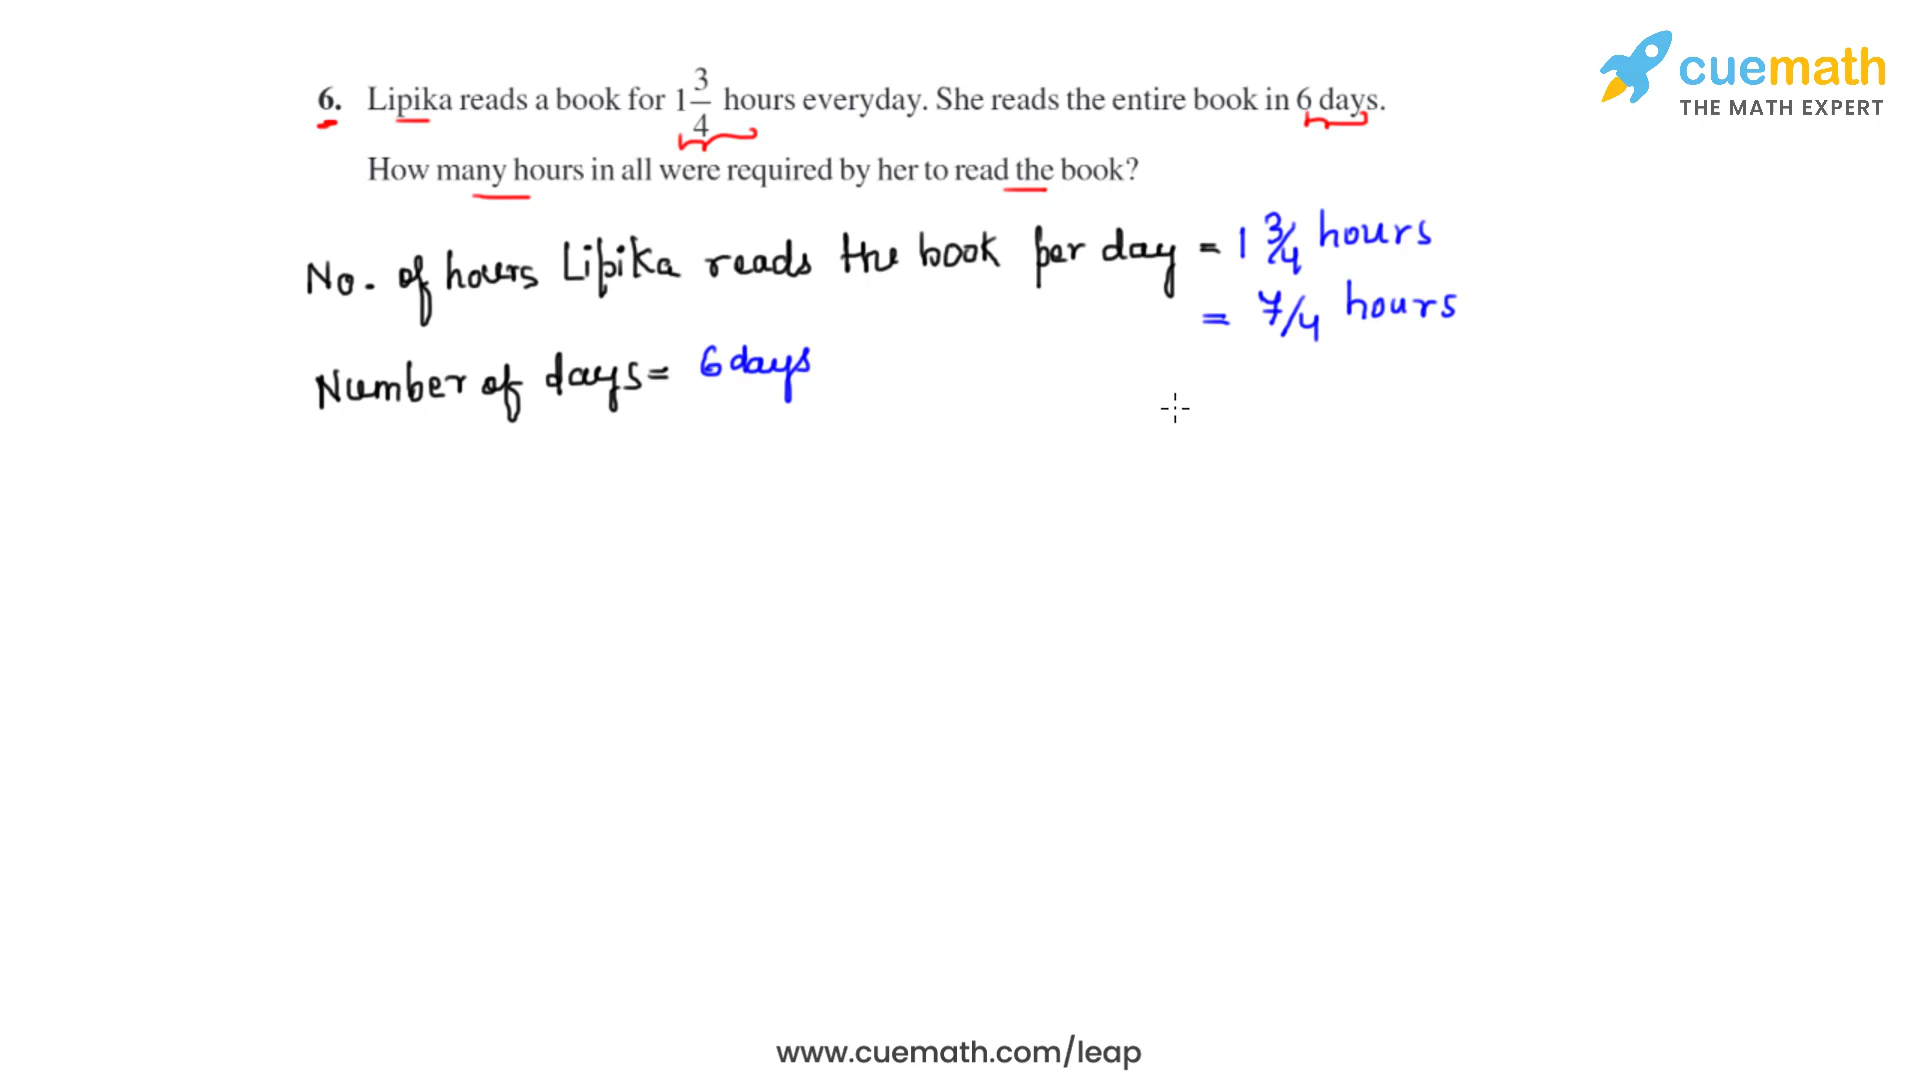 cuemath
THE MATH EXPERT
6. Lipika reads a book for 1 3/4 hours everyday. She reads the entire book in 6 days.
How many hours in all were required by her to read the book?
No. of hours Lipika reads the book per day = 1 3/4 hours
= 7/4 hours
Number of days = 6 days
www.cuemath.com/leap